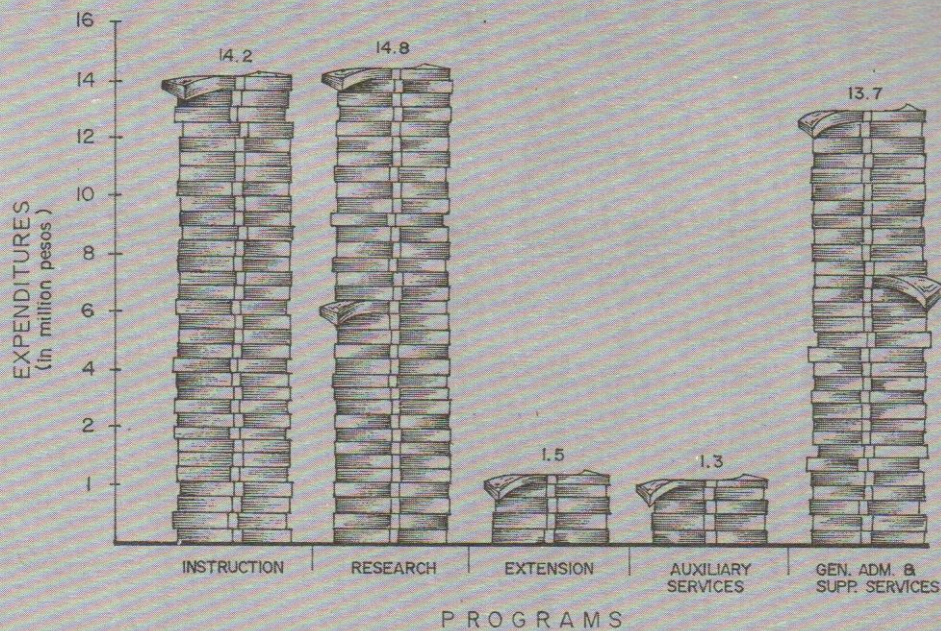 EXPENDITURES
(in million pesos)
16
14
12
10
8
6
4
2
1
14.2
14.8
1.5
1.3
13.7
INSTRUCTION
RESEARCH
EXTENSION
AUXILIARY
SERVICES
GEN. ADM. &
SUPP. SERVICES
PROGRAMS